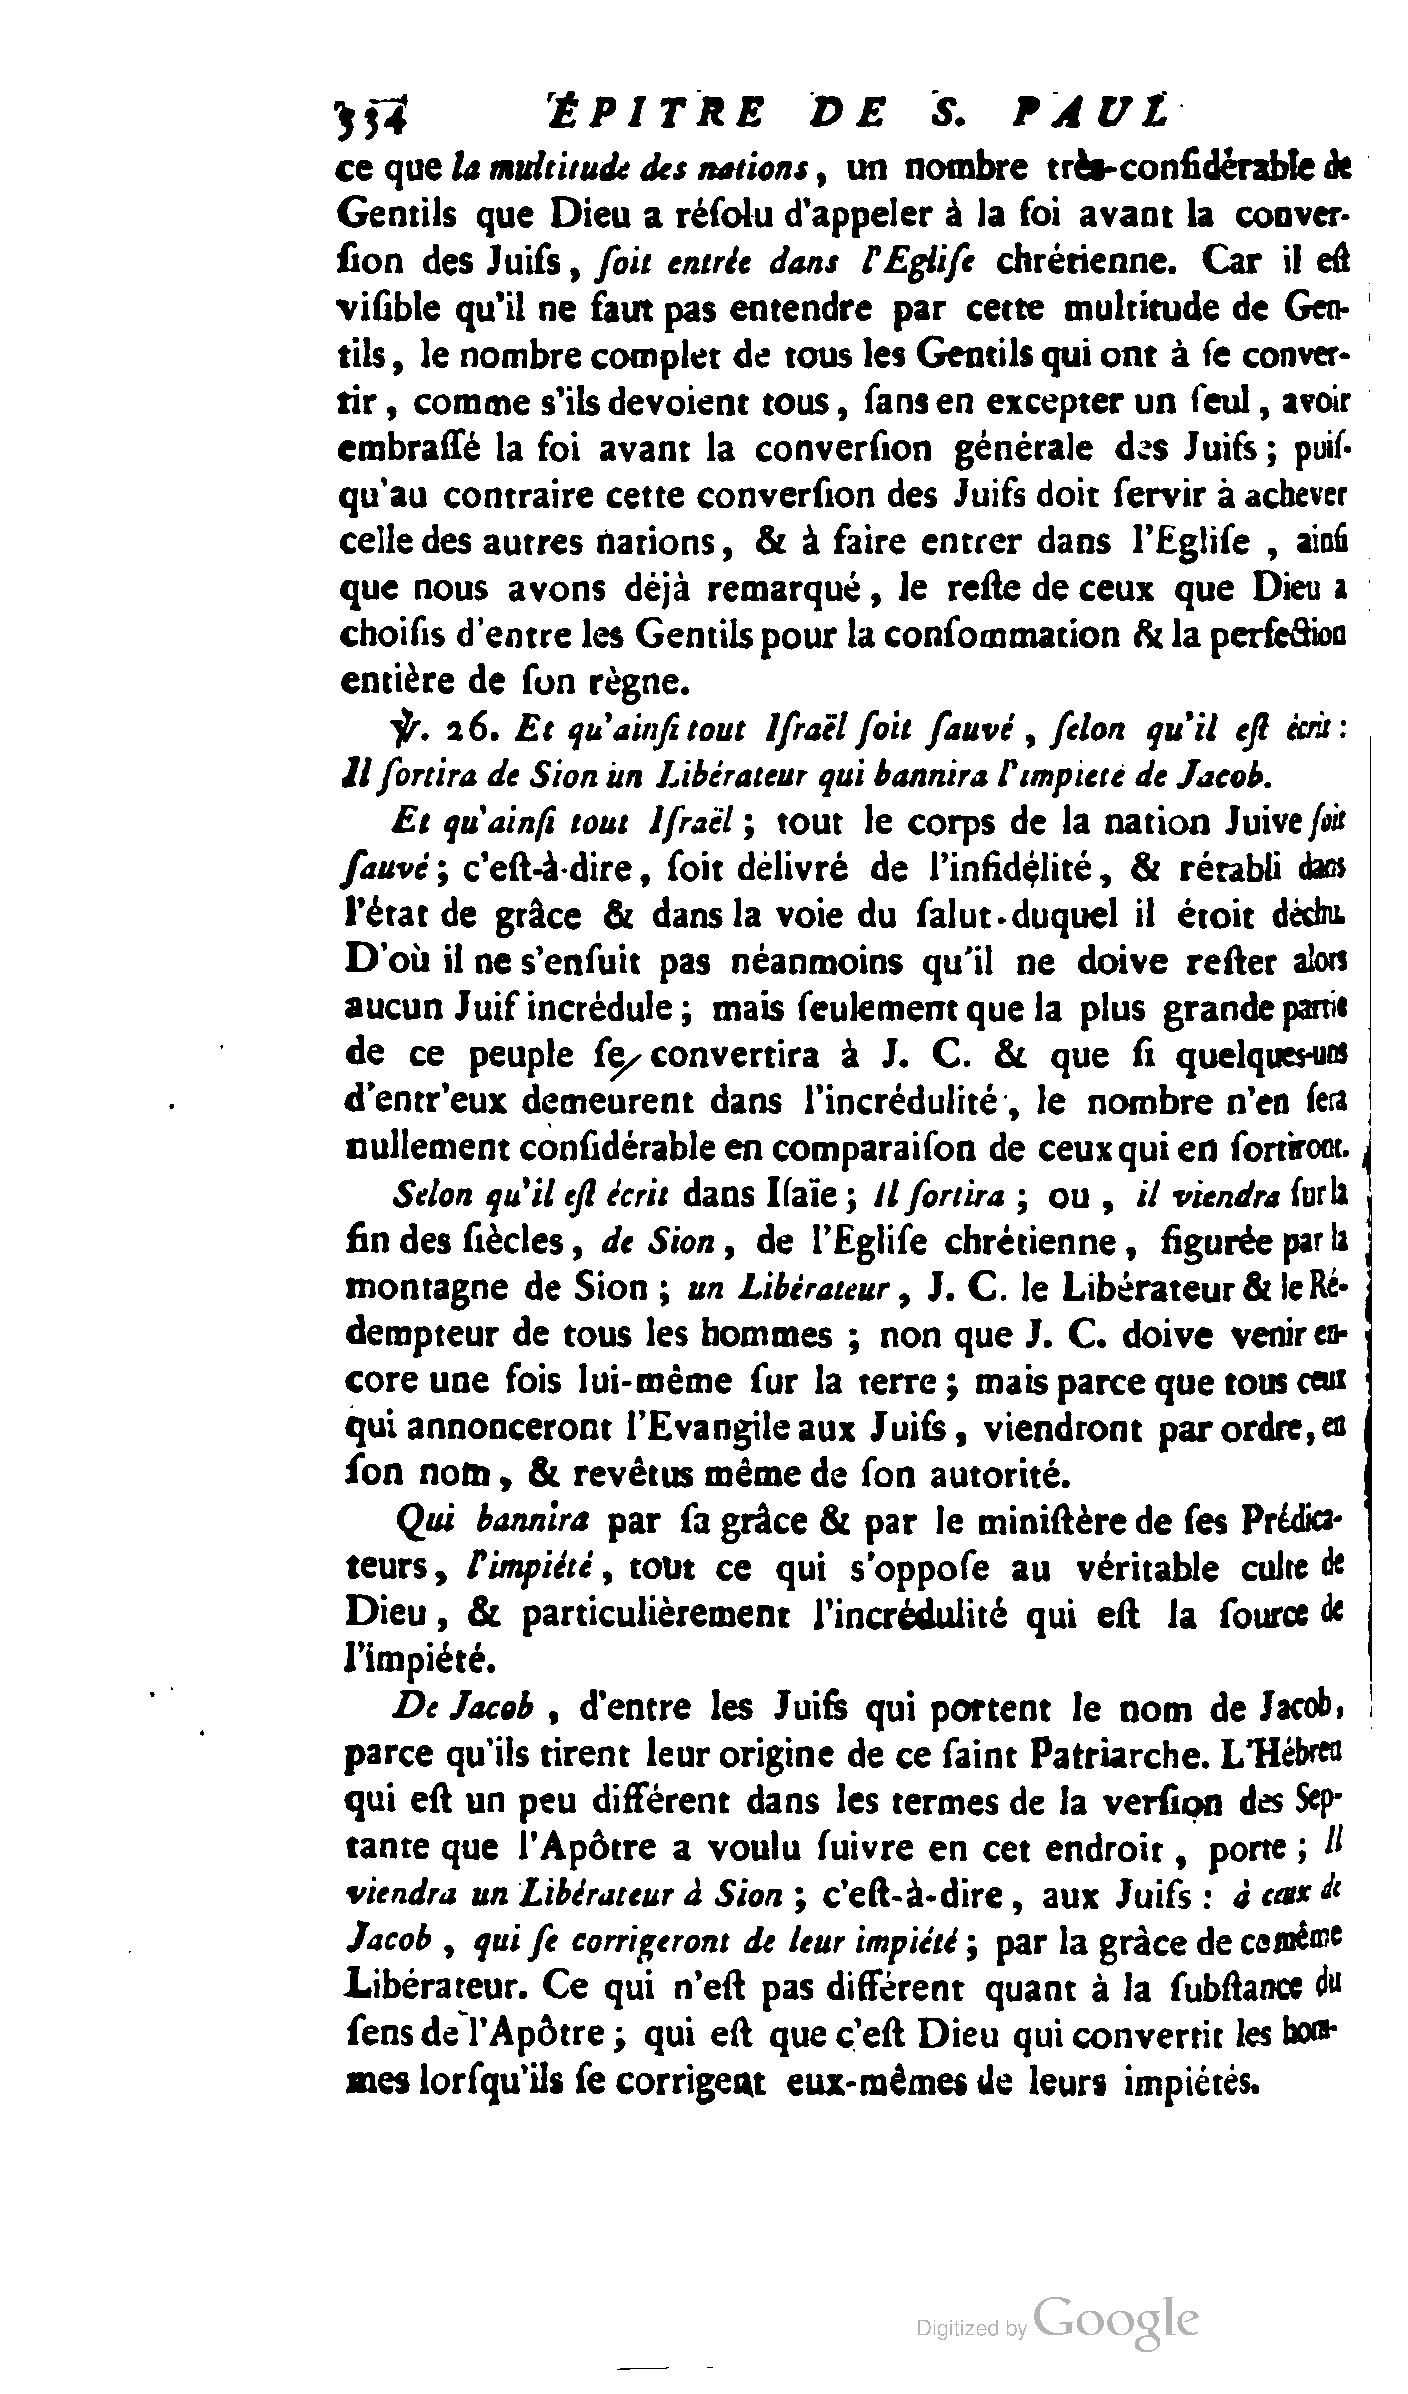 334 ÉPITRE DE S. PAUL
ce que la multitude des nations, un nombre très-conſidérable de
Gentils que Dieu a réſolu d'appeler à la foi avant la conver-
ſion des Juifs, ſoit entrée dans l'Egliſe chrétienne. Car il eſt
viſible qu'il ne faut pas entendre par cette multitude de Gen-
tils, le nombre complet de tous les Gentils qui ont à ſe conver-
tir, comme s'ils devoient tous, ſans en excepter un ſeul, avoir
embraſſé la foi avant la converſion générale des Juifs; puiſ-
qu'au contraire cette converſion des Juifs doit ſervir à achever
celle des autres nations, & à faire entrer dans l'Egliſe, ainſi
que nous avons déjà remarqué, le reſte de ceux que Dieu a
choiſis d'entre les Gentils pour la conſommation & la perfection
entière de ſon règne.
℣. 26. Et qu'ainſi tout Iſraël ſoit ſauvé, ſelon qu'il eſt écrit:
Il ſortira de Sion un Libérateur qui bannira l'impiété de Jacob.
Et qu'ainſi tout Iſraël; tout le corps de la nation Juive ſoit
ſauvé; c'eſt-à-dire, ſoit délivré de l'infidélité, & rétabli dans
l'état de grâce & dans la voie du ſalut duquel il étoit déchu.
D'où il ne s'enſuit pas néanmoins qu'il ne doive reſter alors
aucun Juif incrédule; mais ſeulement que la plus grande partie
de ce peuple ſe convertira à J. C. & que ſi quelques-uns
d'entr'eux demeurent dans l'incrédulité, le nombre n'en ſera
nullement conſidérable en comparaiſon de ceux qui en ſortiront.
Selon qu'il eſt écrit dans Iſaïe; Il ſortira; ou, il viendra ſur la
fin des ſiècles, de Sion, de l'Egliſe chrétienne, figurée par la
montagne de Sion; un Libérateur, J. C. le Libérateur & le Ré-
dempteur de tous les hommes; non que J. C. doive venir en-
core une fois lui-même ſur la terre; mais parce que tous ceux
qui annonceront l'Evangile aux Juifs, viendront par ordre, en
ſon nom, & revêtus même de ſon autorité.
Qui bannira par ſa grâce & par le miniſtère de ſes Prédica-
teurs, l'impiété, tout ce qui s'oppoſe au véritable culte de
Dieu, & particulièrement l'incrédulité qui eſt la ſource de
l'impiété.
De Jacob, d'entre les Juifs qui portent le nom de Jacob,
parce qu'ils tirent leur origine de ce ſaint Patriarche. L'Hébreu
qui eſt un peu différent dans les termes de la verſion des Sep-
tante que l'Apôtre a voulu ſuivre en cet endroit, porte; Il
viendra un Libérateur à Sion; c'eſt-à-dire, aux Juifs: à ceux de
Jacob, qui ſe corrigeront de leur impiété; par la grâce de ce même
Libérateur. Ce qui n'eſt pas différent quant à la ſubſtance du
ſens de l'Apôtre; qui eſt que c'eſt Dieu qui convertit les hom-
mes lorſqu'ils ſe corrigent eux-mêmes de leurs impiétés.
Digitized by Google